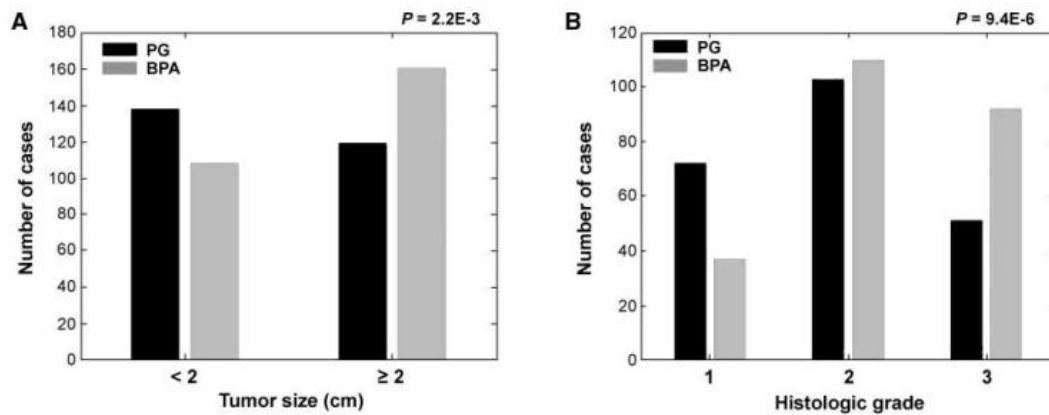 A
P = 2.2E-3
180
160
140
120
100
80
60
40
20
0
Number of cases
PG
BPA
< 2
≥ 2
Tumor size (cm)
B
P = 9.4E-6
120
100
80
60
40
20
0
Number of cases
PG
BPA
1
2
3
Histologic grade